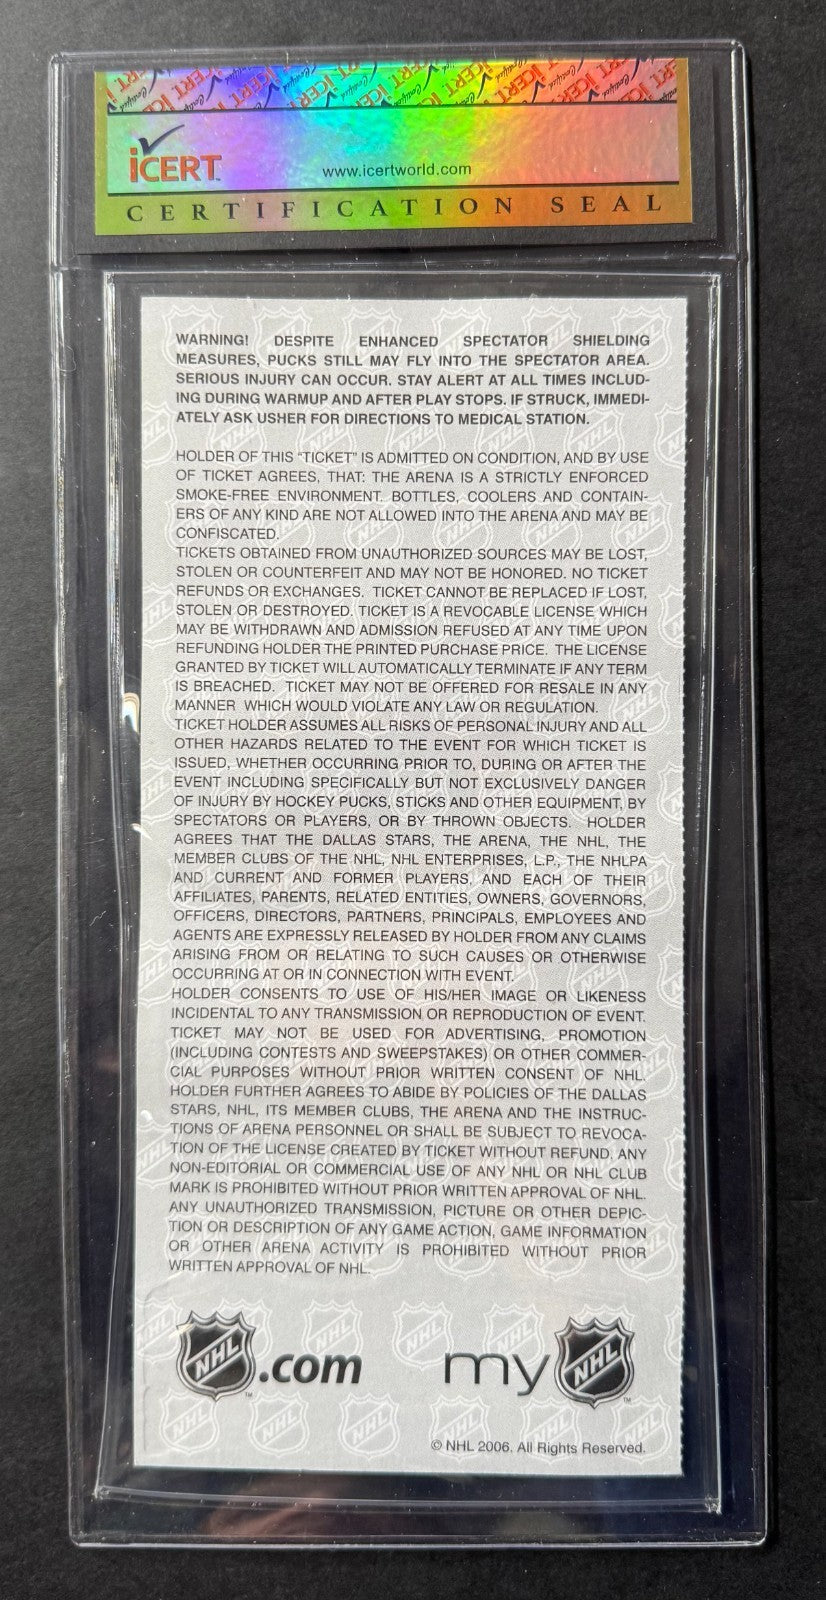 iCERT
www.icertworld.com
CERTIFICATION SEAL
WARNING! DESPITE ENHANCED SPECTATOR SHIELDING
MEASURES, PUCKS STILL MAY FLY INTO THE SPECTATOR AREA.
SERIOUS INJURY CAN OCCUR. STAY ALERT AT ALL TIMES INCLUD-
ING DURING WARMUP AND AFTER PLAY STOPS. IF STRUCK, IMMEDI-
ATELY ASK USHER FOR DIRECTIONS TO MEDICAL STATION.
HOLDER OF THIS "TICKET" IS ADMITTED ON CONDITION, AND BY USE
OF TICKET AGREES, THAT: THE ARENA IS A STRICTLY ENFORCED
SMOKE-FREE ENVIRONMENT. BOTTLES, COOLERS AND CONTAIN-
ERS OF ANY KIND ARE NOT ALLOWED INTO THE ARENA AND MAY BE
CONFISCATED.
TICKETS OBTAINED FROM UNAUTHORIZED SOURCES MAY BE LOST,
STOLEN OR COUNTERFEIT AND MAY NOT BE HONORED. NO TICKET
REFUNDS OR EXCHANGES. TICKET CANNOT BE REPLACED IF LOST,
STOLEN OR DESTROYED. TICKET IS A REVOCABLE LICENSE WHICH
MAY BE WITHDRAWN AND ADMISSION REFUSED AT ANY TIME UPON
REFUNDING HOLDER THE PRINTED PURCHASE PRICE. THE LICENSE
GRANTED BY TICKET WILL AUTOMATICALLY TERMINATE IF ANY TERM
IS BREACHED. TICKET MAY NOT BE OFFERED FOR RESALE IN ANY
MANNER WHICH WOULD VIOLATE ANY LAW OR REGULATION.
TICKET HOLDER ASSUMES ALL RISKS OF PERSONAL INJURY AND ALL
OTHER HAZARDS RELATED TO THE EVENT FOR WHICH TICKET IS
ISSUED, WHETHER OCCURRING PRIOR TO, DURING OR AFTER THE
EVENT INCLUDING SPECIFICALLY BUT NOT EXCLUSIVELY DANGER
OF INJURY BY HOCKEY PUCKS, STICKS AND OTHER EQUIPMENT, BY
SPECTATORS OR PLAYERS, OR BY THROWN OBJECTS. HOLDER
AGREES THAT THE DALLAS STARS, THE ARENA, THE NHL, THE
MEMBER CLUBS OF THE NHL, NHL ENTERPRISES, L.P., THE NHLPA
AND CURRENT AND FORMER PLAYERS, AND EACH OF THEIR
AFFILIATES, PARENTS, RELATED ENTITIES, OWNERS, GOVERNORS,
OFFICERS, DIRECTORS, PARTNERS, PRINCIPALS, EMPLOYEES AND
AGENTS ARE EXPRESSLY RELEASED BY HOLDER FROM ANY CLAIMS
ARISING FROM OR RELATING TO SUCH CAUSES OR OTHERWISE
OCCURRING AT OR IN CONNECTION WITH EVENT.
HOLDER CONSENTS TO USE OF HIS/HER IMAGE OR LIKENESS
INCIDENTAL TO ANY TRANSMISSION OR REPRODUCTION OF EVENT.
TICKET MAY NOT BE USED FOR ADVERTISING, PROMOTION
(INCLUDING CONTESTS AND SWEEPSTAKES) OR OTHER COMMER-
CIAL PURPOSES WITHOUT PRIOR WRITTEN CONSENT OF NHL.
HOLDER FURTHER AGREES TO ABIDE BY POLICIES OF THE DALLAS
STARS, NHL, ITS MEMBER CLUBS, THE ARENA AND THE INSTRUC-
TIONS OF ARENA PERSONNEL OR SHALL BE SUBJECT TO REVOCA-
TION OF THE LICENSE CREATED BY TICKET WITHOUT REFUND. ANY
NON-EDITORIAL OR COMMERCIAL USE OF ANY NHL OR NHL CLUB
MARK IS PROHIBITED WITHOUT PRIOR WRITTEN APPROVAL OF NHL.
ANY UNAUTHORIZED TRANSMISSION, PICTURE OR OTHER DEPIC-
TION OR DESCRIPTION OF ANY GAME ACTION, GAME INFORMATION
OR OTHER ARENA ACTIVITY IS PROHIBITED WITHOUT PRIOR
WRITTEN APPROVAL OF NHL.
NHL.com my NHL
© NHL 2006. All Rights Reserved.